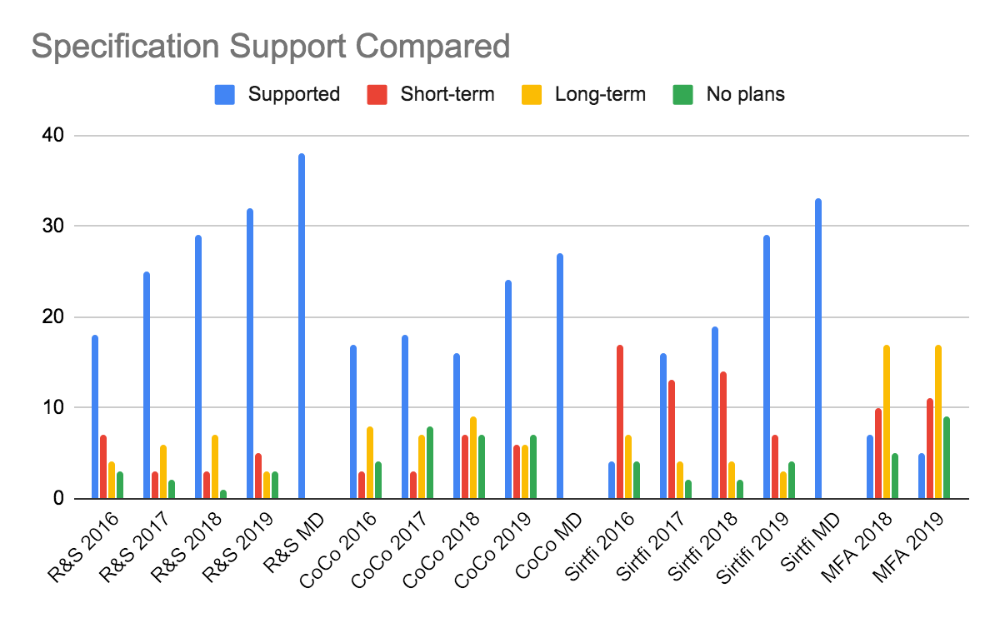 Specification Support Compared
Supported Short-term Long-term No plans
40
30
20
10
0
R&S 2016 R&S 2017 R&S 2018 R&S 2019 R&S MD CoCo 2016 CoCo 2017 CoCo 2018 CoCo 2019 CoCo MD Sirtfi 2016 Sirtfi 2017 Sirtfi 2018 Sirtifi 2019 Sirtfi MD MFA 2018 MFA 2019